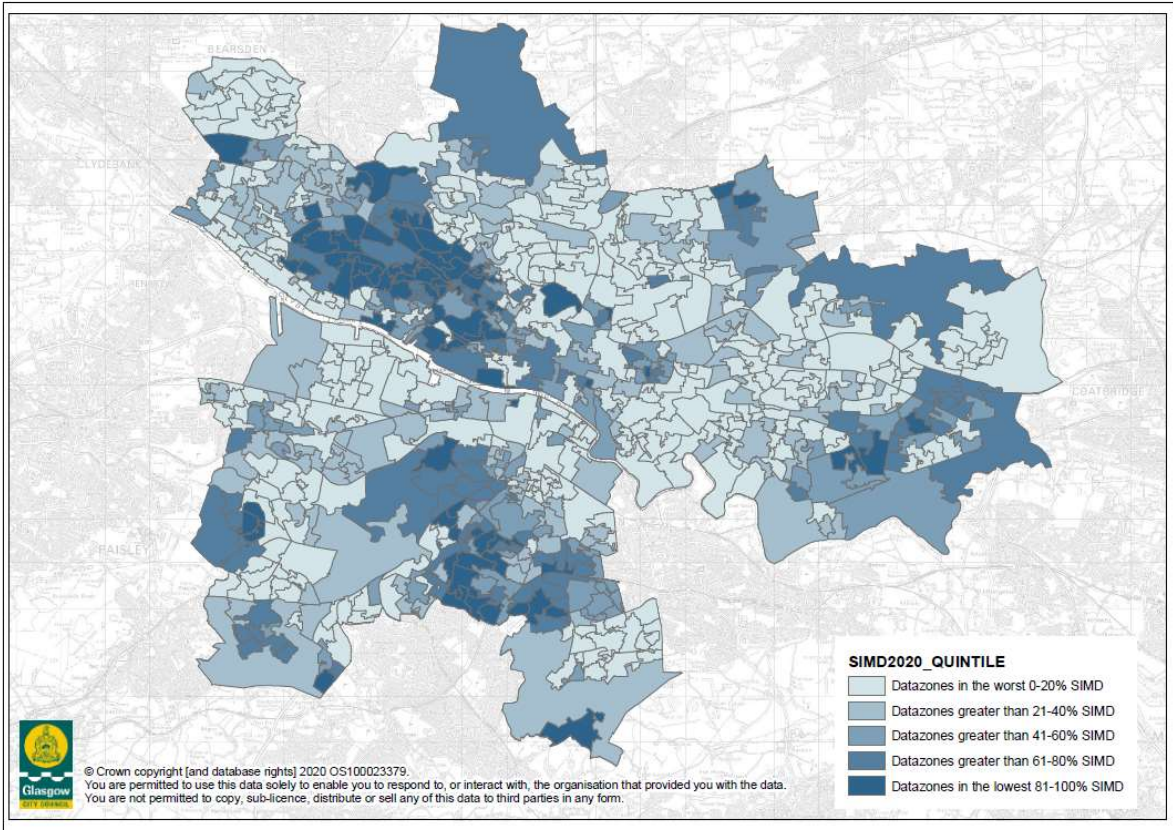 BEARSDEN
CLYDEBANK
PAISLEY
COATBRIDGE
SIMD2020_QUINTILE
Datazones in the worst 0-20% SIMD
Datazones greater than 21-40% SIMD
Datazones greater than 41-60% SIMD
Datazones greater than 61-80% SIMD
Datazones in the lowest 81-100% SIMD
Glasgow
CITY COUNCIL
© Crown copyright [and database rights] 2020 OS100023379.
You are permitted to use this data solely to enable you to respond to, or interact with, the organisation that provided you with the data.
You are not permitted to copy, sub-licence, distribute or sell any of this data to third parties in any form.